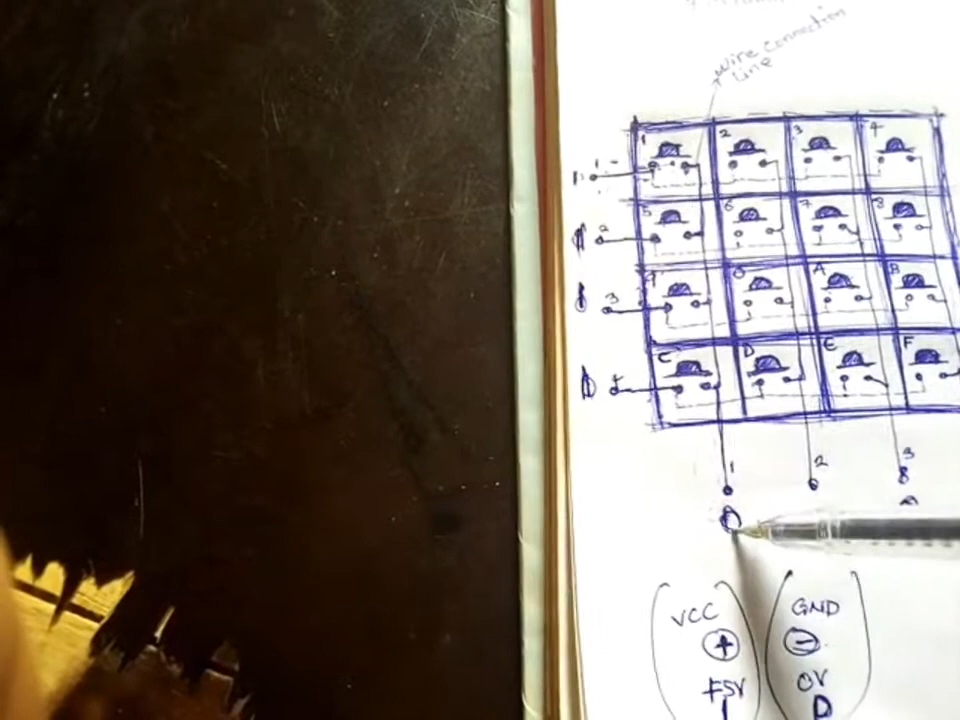 Wire connection
line
1 2 3 4
5 6 7 8
9 0 A B
3
C D E F
1 2 3
VCC GND
+ −
+5V 0V
1 0